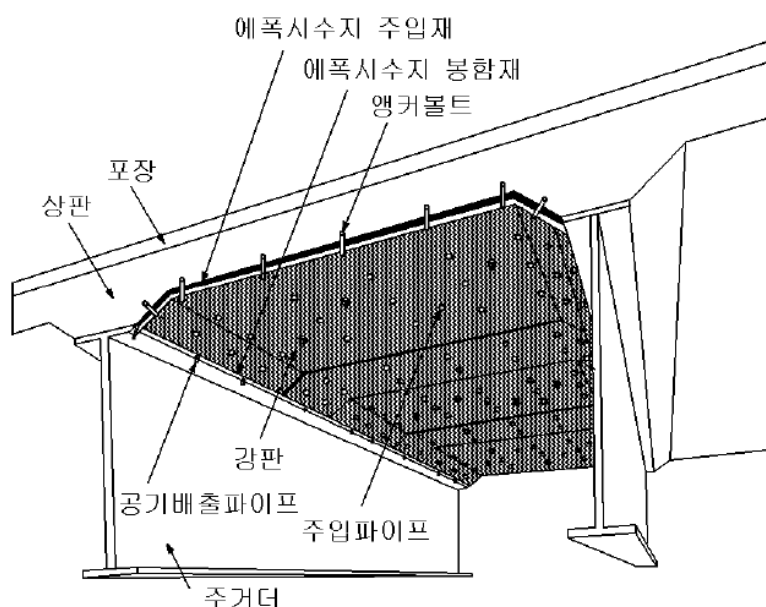 에폭시수지 주입재
에폭시수지 봉함재
앵커볼트
포장
상판
강판
공기배출파이프
주입파이프
주거더